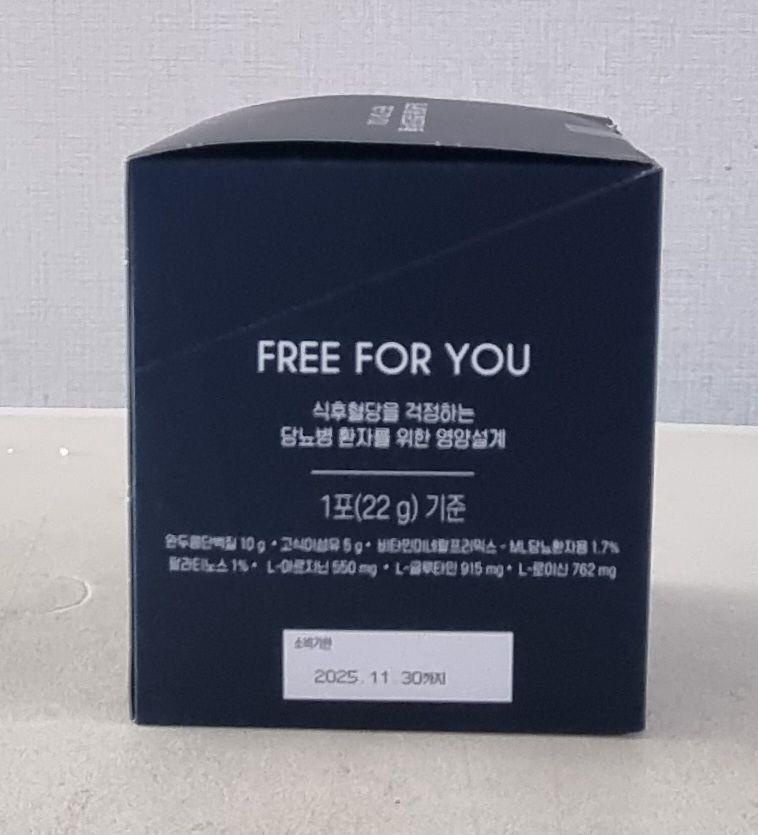 FREE FOR YOU
식후혈당을 걱정하는
당뇨병 환자를 위한 영양설계
1포(22 g) 기준
완두콩단백질 10 g • 고식이섬유 5 g • 비타민미네랄프리믹스 - ML당뇨환자용 1.7%
팔라티노스 1% • L-아르지닌 550 mg • L-글루타민 915 mg • L-로이신 762 mg
소비기한
2025. 11. 30까지